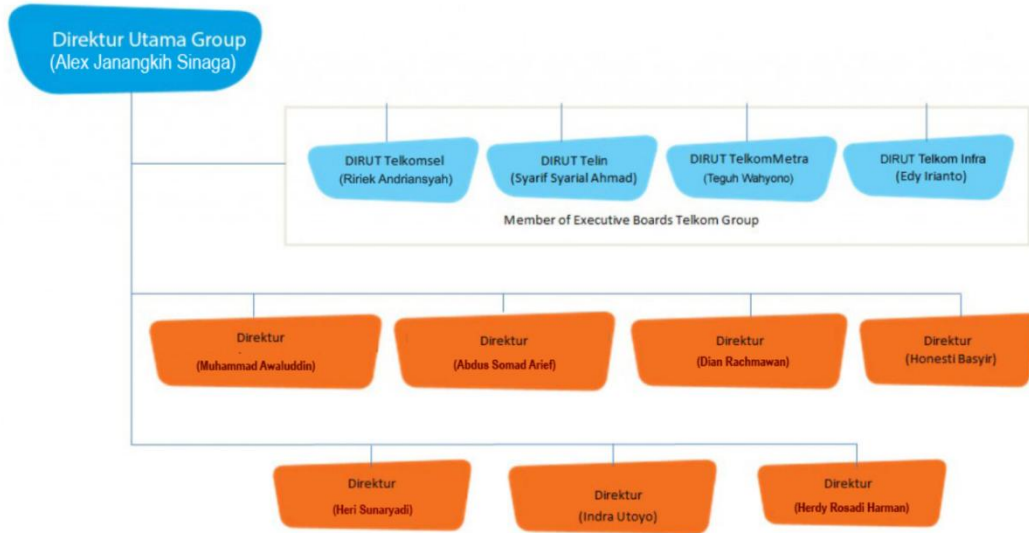 Direktur Utama Group
(Alex Janangkih Sinaga)
DIRUT Telkomsel
(Ririek Andriansyah)
DIRUT Telin
(Syarif Syarial Ahmad)
DIRUT TelkomMetra
(Teguh Wahyono)
DIRUT Telkom Infra
(Edy Irianto)
Member of Executive Boards Telkom Group
Direktur
(Muhammad Awaluddin)
Direktur
(Abdus Somad Arief)
Direktur
(Dian Rachmawan)
Direktur
(Honesti Basyir)
Direktur
(Heri Sunaryadi)
Direktur
(Indra Utoyo)
Direktur
(Herdy Rosadi Harman)